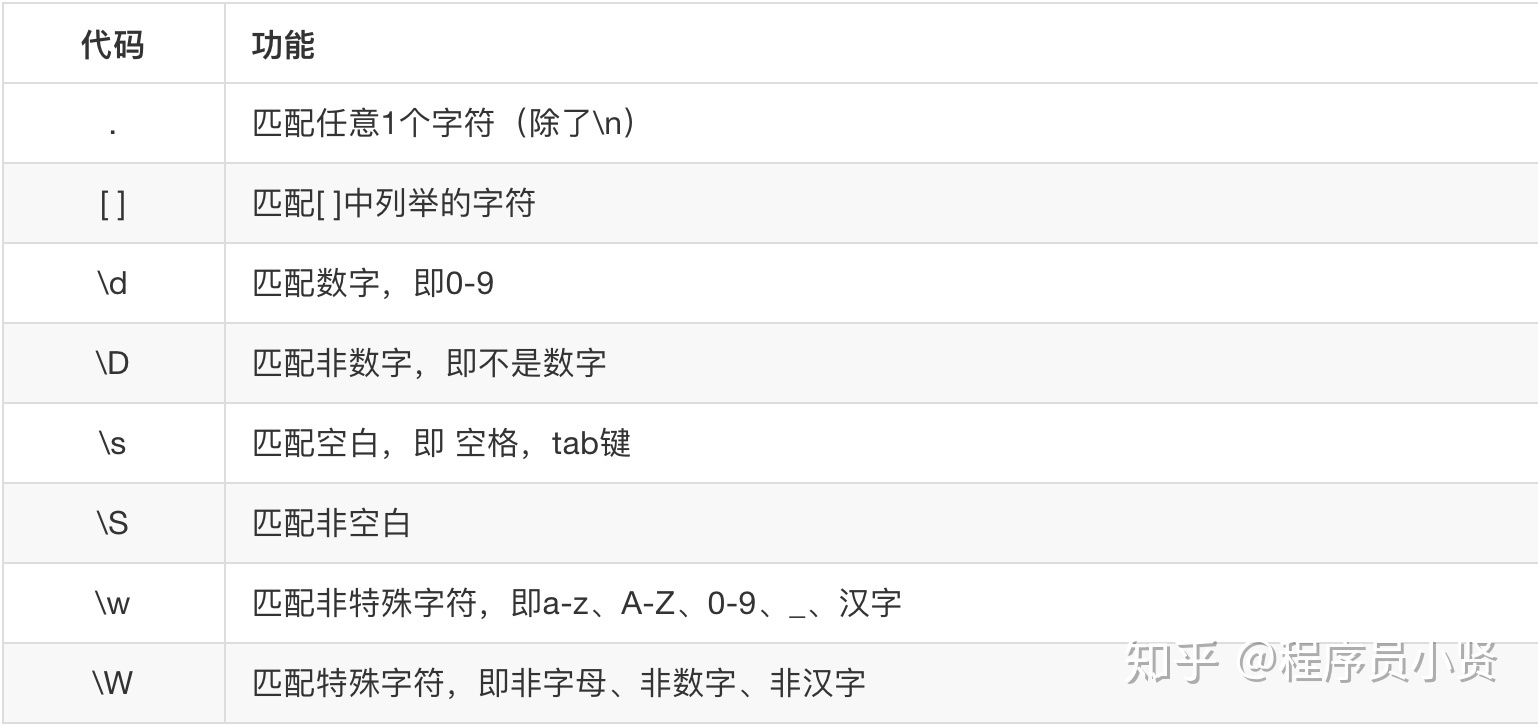 代码 功能
. 匹配任意1个字符（除了\n）
[ ] 匹配[ ]中列举的字符
\d 匹配数字，即0-9
\D 匹配非数字，即不是数字
\s 匹配空白，即 空格，tab键
\S 匹配非空白
\w 匹配非特殊字符，即a-z、A-Z、0-9、_、汉字
\W 匹配特殊字符，即非字母、非数字、非汉字
知乎 @程序员小贤